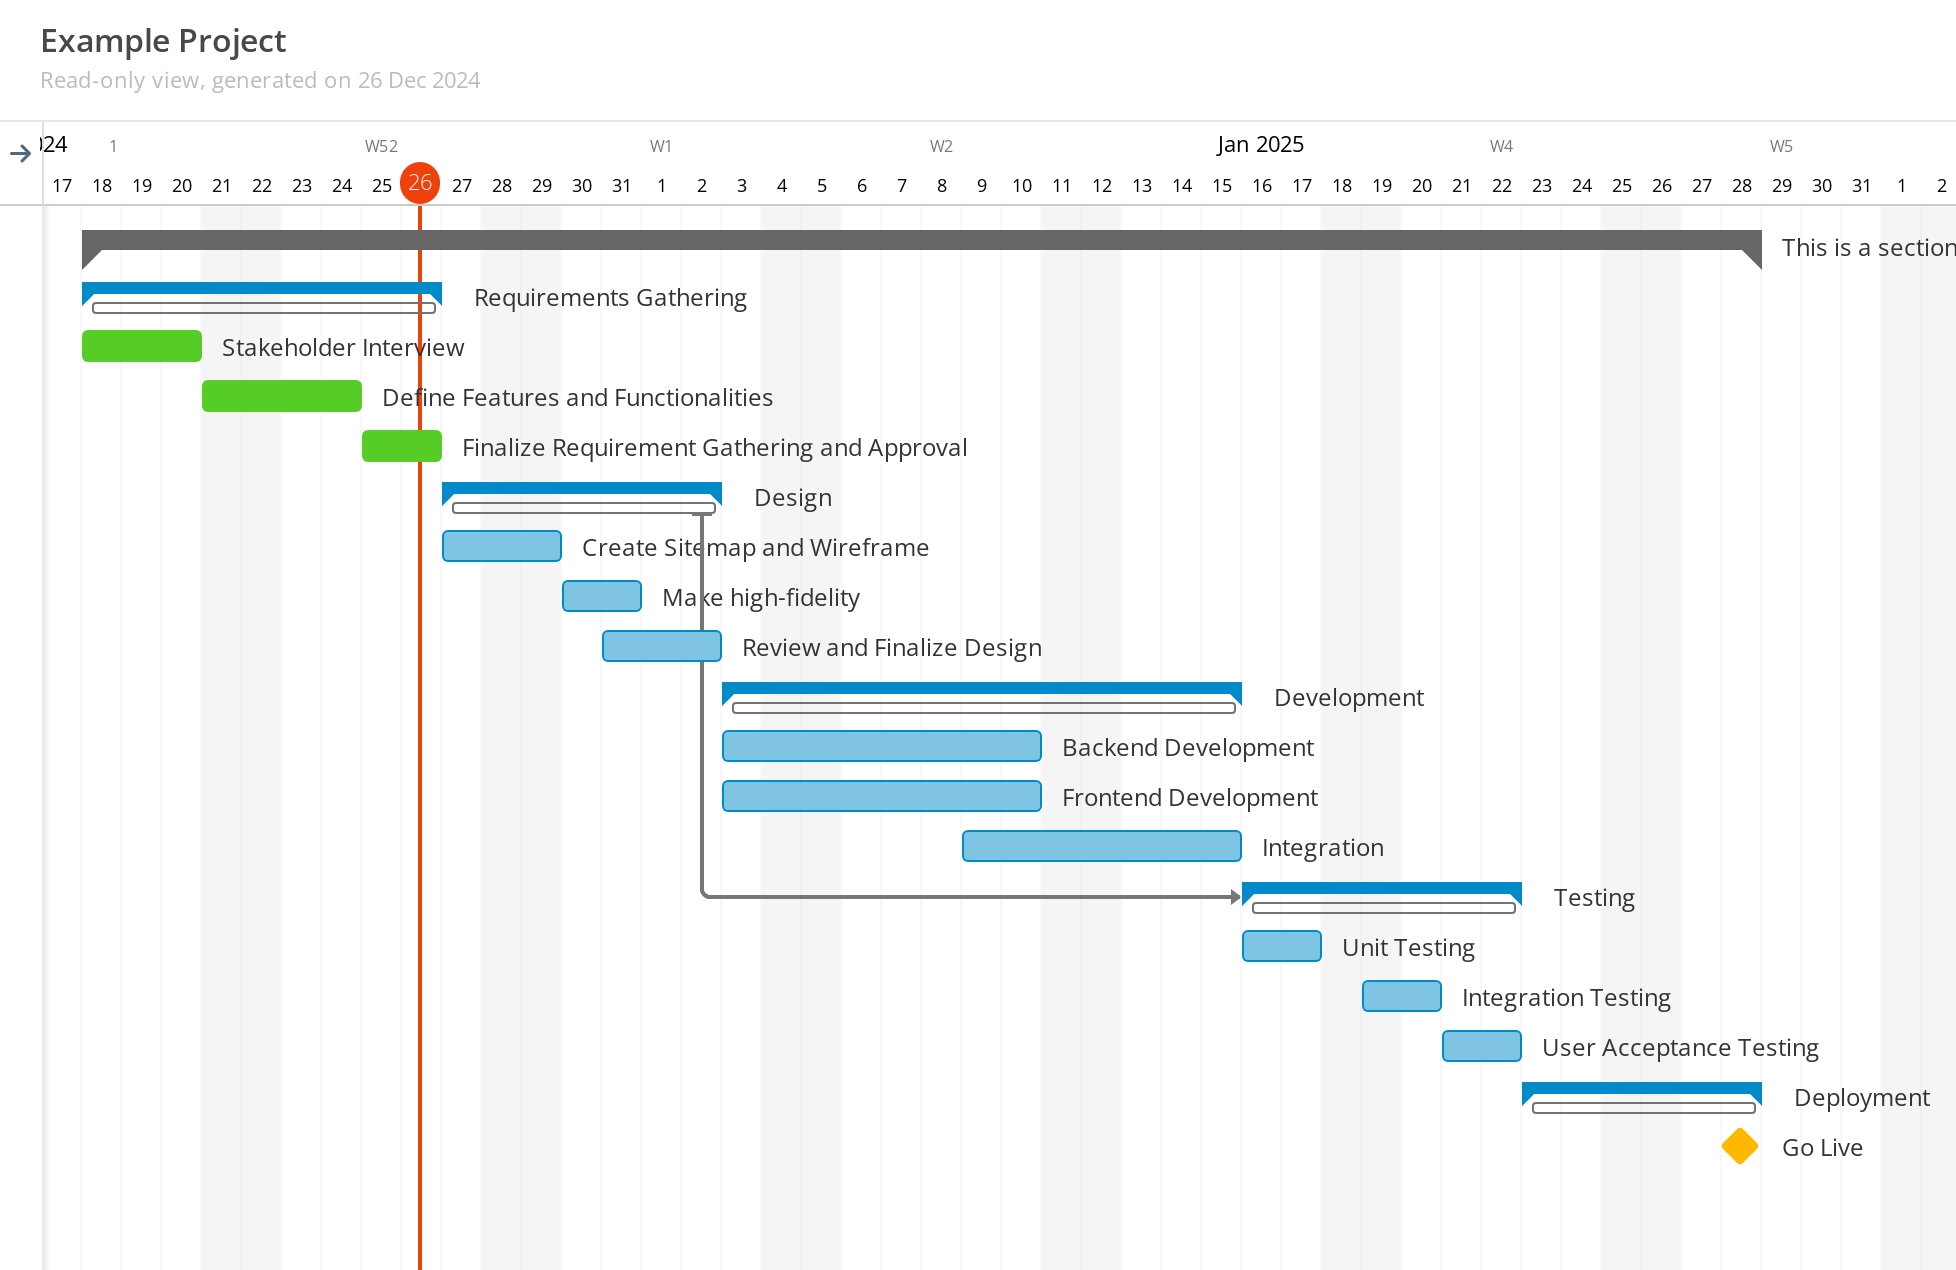 Example Project
Read-only view, generated on 26 Dec 2024
024 1 W52 W1 W2 Jan 2025 W4 W5
17 18 19 20 21 22 23 24 25 26 27 28 29 30 31 1 2 3 4 5 6 7 8 9 10 11 12 13 14 15 16 17 18 19 20 21 22 23 24 25 26 27 28 29 30 31 1 2
This is a section
Requirements Gathering
Stakeholder Interview
Define Features and Functionalities
Finalize Requirement Gathering and Approval
Design
Create Sitemap and Wireframe
Make high-fidelity
Review and Finalize Design
Development
Backend Development
Frontend Development
Integration
Testing
Unit Testing
Integration Testing
User Acceptance Testing
Deployment
Go Live